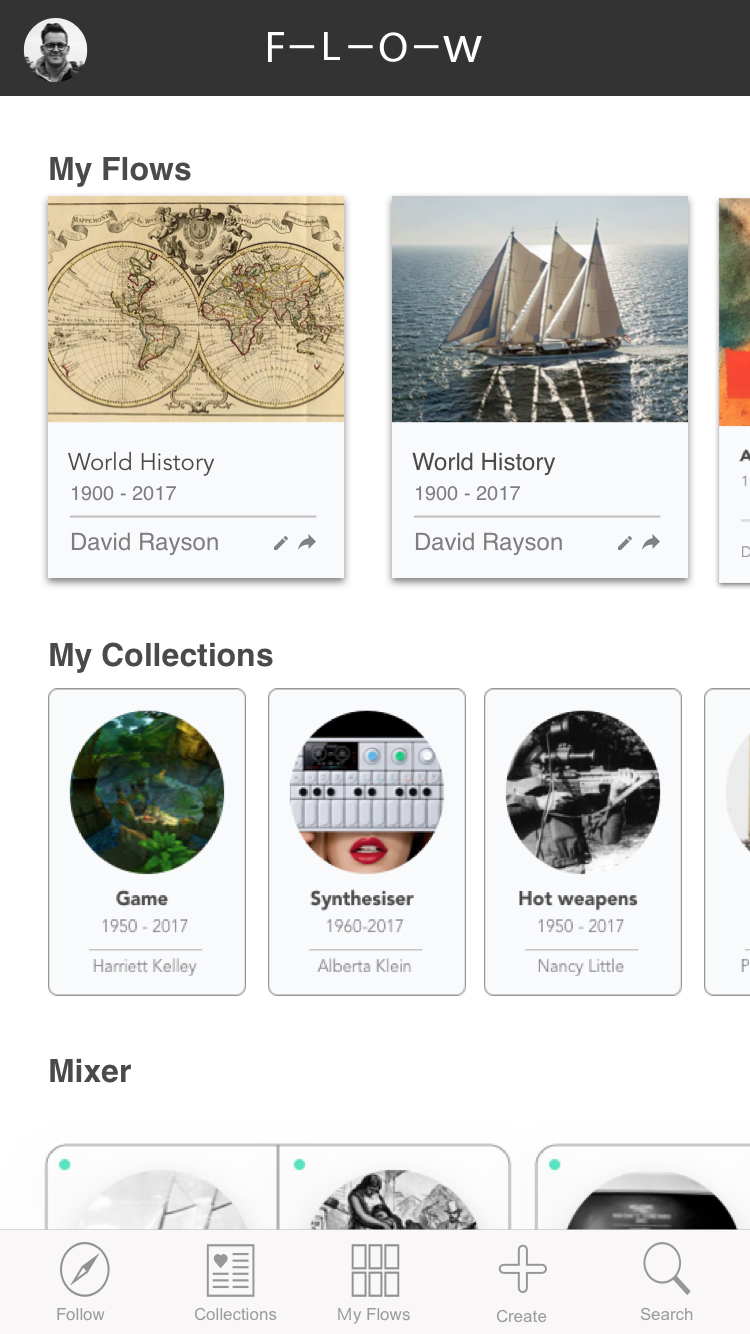 F–L–O–W
My Flows
MAPPEMONDE
World History
1900 - 2017
David Rayson
World History
1900 - 2017
David Rayson
A
1
D
My Collections
Game
1950 - 2017
Harriett Kelley
Synthesiser
1960-2017
Alberta Klein
Hot weapens
1950 - 2017
Nancy Little
P
Mixer
Follow
Collections
My Flows
Create
Search